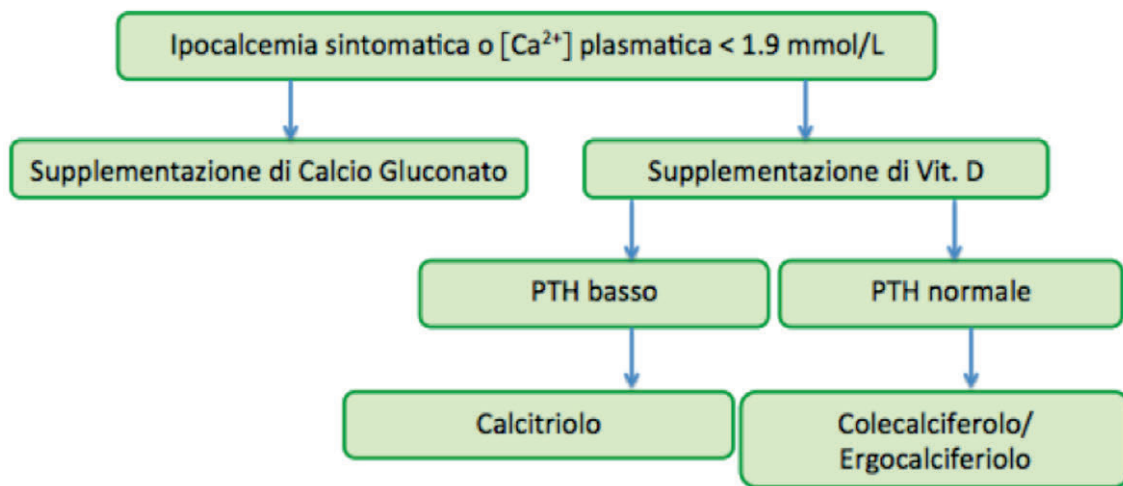 Ipocalcemia sintomatica o [Ca²⁺] plasmatica < 1.9 mmol/L
Supplementazione di Calcio Gluconato
Supplementazione di Vit. D
PTH basso
PTH normale
Calcitriolo
Colecalciferolo/
Ergocalciferiolo